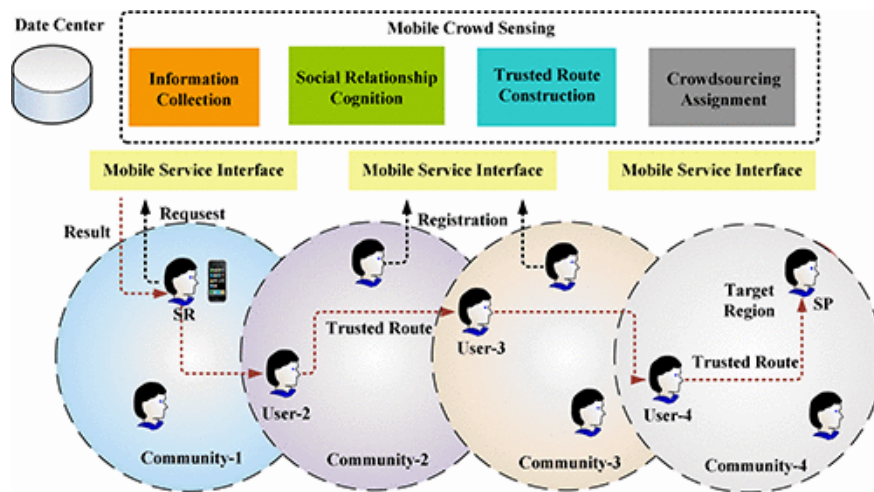 Date Center
Mobile Crowd Sensing
Information
Collection
Social Relationship
Cognition
Trusted Route
Construction
Crowdsourcing
Assignment
Mobile Service Interface
Mobile Service Interface
Mobile Service Interface
Result
Requsest
Registration
SR
Target
Region
SP
Trusted Route
User-3
Trusted Route
User-2
User-4
Community-1
Community-2
Community-3
Community-4